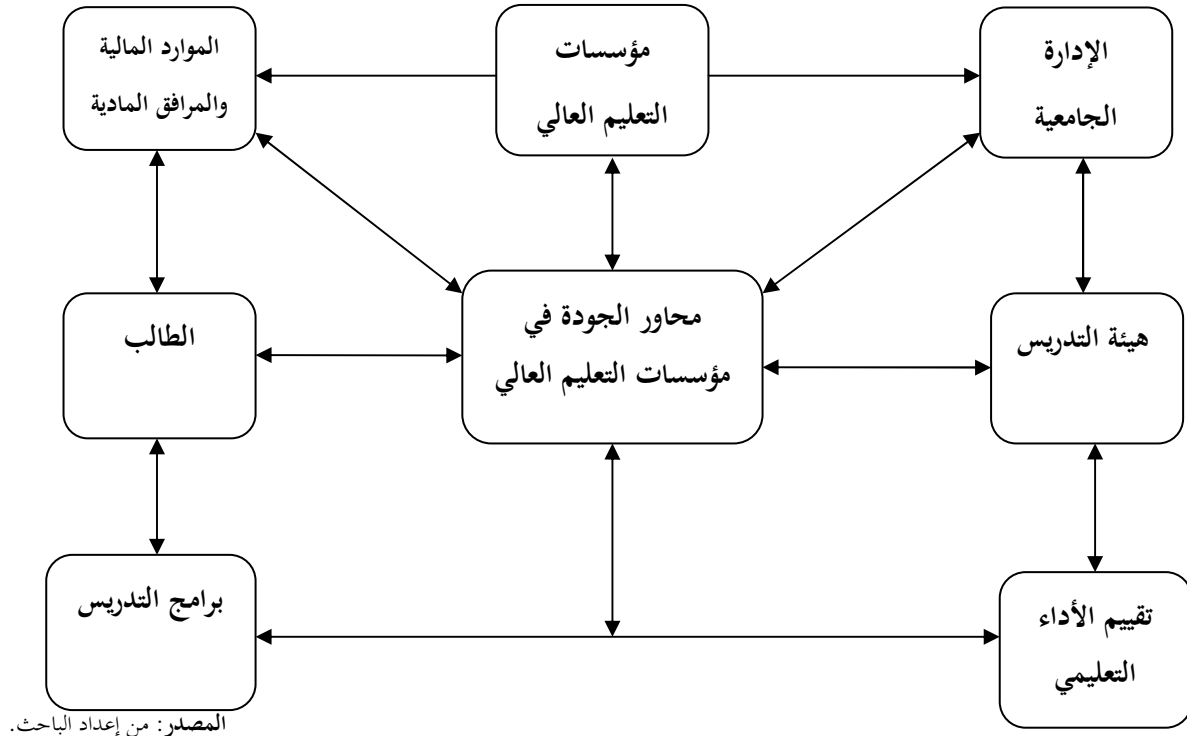 الإدارة
الجامعية
مؤسسات
التعليم العالي
الموارد المالية
والمرافق المادية
هيئة التدريس
محاور الجودة في
مؤسسات التعليم العالي
الطالب
تقييم الأداء
التعليمي
برامج التدريس
المصدر: من إعداد الباحث.